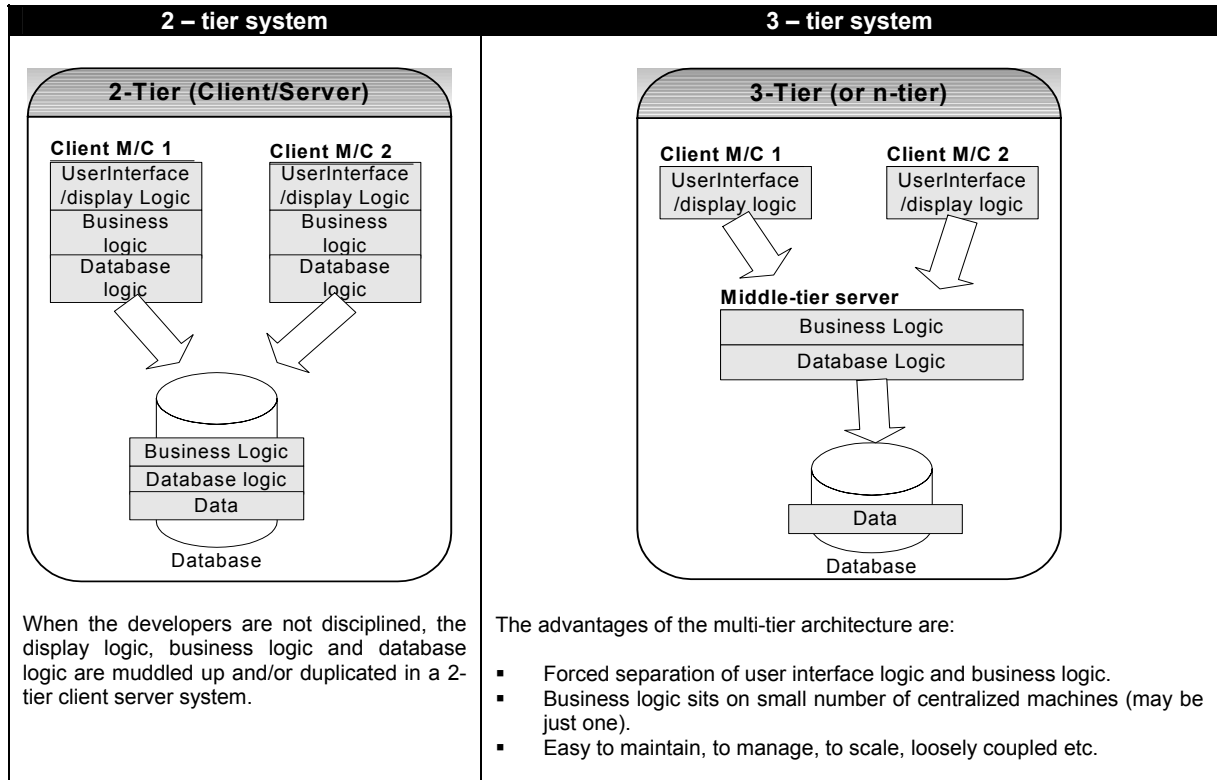 2 – tier system
3 – tier system
2-Tier (Client/Server)
Client M/C 1
UserInterface
/display Logic
Business
logic
Database
logic
Client M/C 2
UserInterface
/display Logic
Business
logic
Database
logic
Business Logic
Database logic
Data
Database
When the developers are not disciplined, the
display logic, business logic and database
logic are muddled up and/or duplicated in a 2-
tier client server system.
3-Tier (or n-tier)
Client M/C 1
UserInterface
/display logic
Client M/C 2
UserInterface
/display logic
Middle-tier server
Business Logic
Database Logic
Data
Database
The advantages of the multi-tier architecture are:
▪ Forced separation of user interface logic and business logic.
▪ Business logic sits on small number of centralized machines (may be
just one).
▪ Easy to maintain, to manage, to scale, loosely coupled etc.